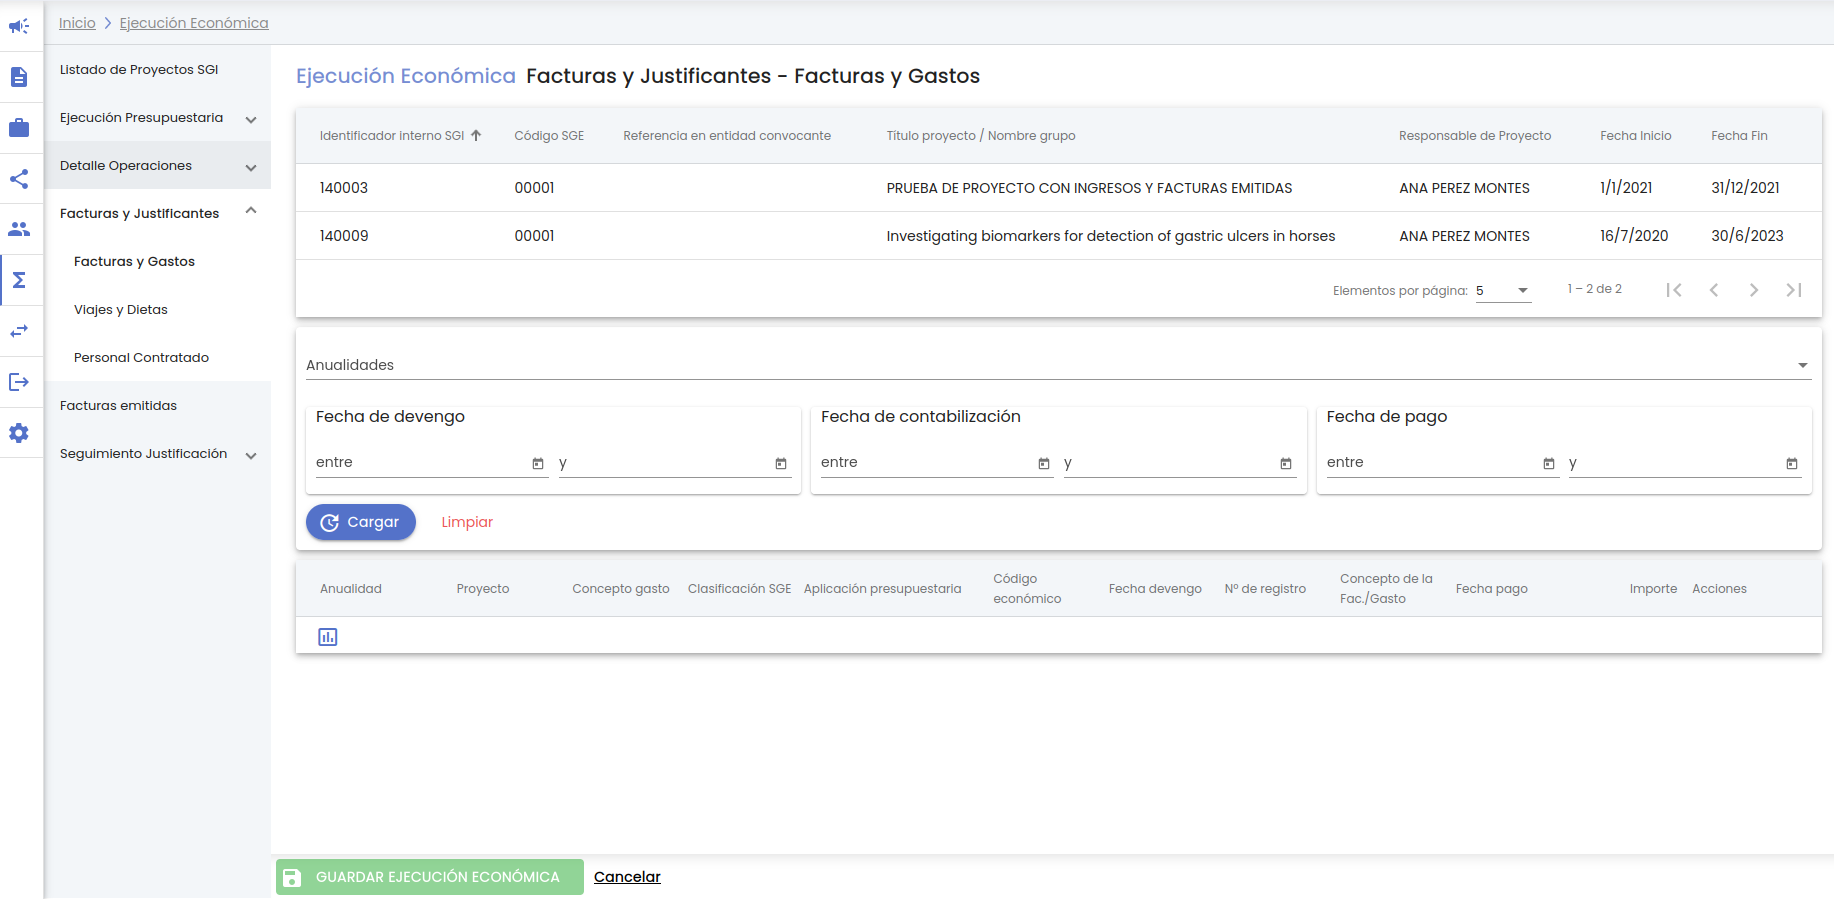 Inicio > Ejecución Económica
Listado de Proyectos SGI
Ejecución Presupuestaria
Detalle Operaciones
Facturas y Justificantes
Facturas y Gastos
Viajes y Dietas
Personal Contratado
Facturas emitidas
Seguimiento Justificación
Ejecución Económica Facturas y Justificantes - Facturas y Gastos
Identificador interno SGI Código SGE Referencia en entidad convocante Título proyecto / Nombre grupo Responsable de Proyecto Fecha Inicio Fecha Fin
140003 00001 PRUEBA DE PROYECTO CON INGRESOS Y FACTURAS EMITIDAS ANA PEREZ MONTES 1/1/2021 31/12/2021
140009 00001 Investigating biomarkers for detection of gastric ulcers in horses ANA PEREZ MONTES 16/7/2020 30/6/2023
Elementos por página: 5 1 – 2 de 2
Anualidades
Fecha de devengo Fecha de contabilización Fecha de pago
entre y entre y entre y
Cargar Limpiar
Anualidad Proyecto Concepto gasto Clasificación SGE Aplicación presupuestaria Código económico Fecha devengo Nº de registro Concepto de la Fac./Gasto Fecha pago Importe Acciones
GUARDAR EJECUCIÓN ECONÓMICA Cancelar